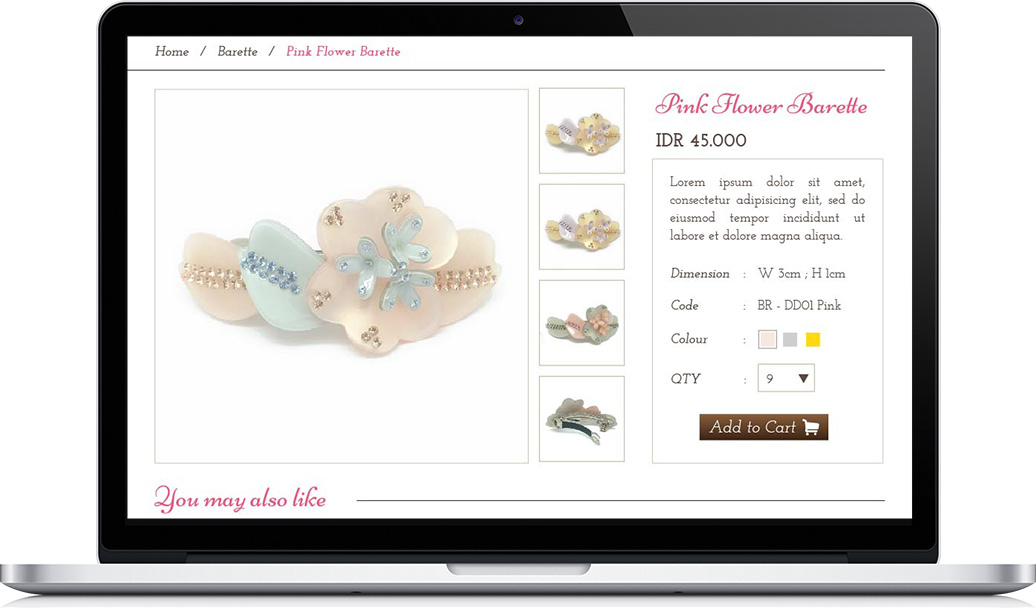 Home / Barette / Pink Flower Barette
Pink Flower Barette
IDR 45.000
Lorem ipsum dolor sit amet,
consectetur adipisicing elit, sed do
eiusmod tempor incididunt ut
labore et dolore magna aliqua.
Dimension : W 3cm ; H 1cm
Code : BR - DD01 Pink
Colour :
QTY : 9
Add to Cart
You may also like